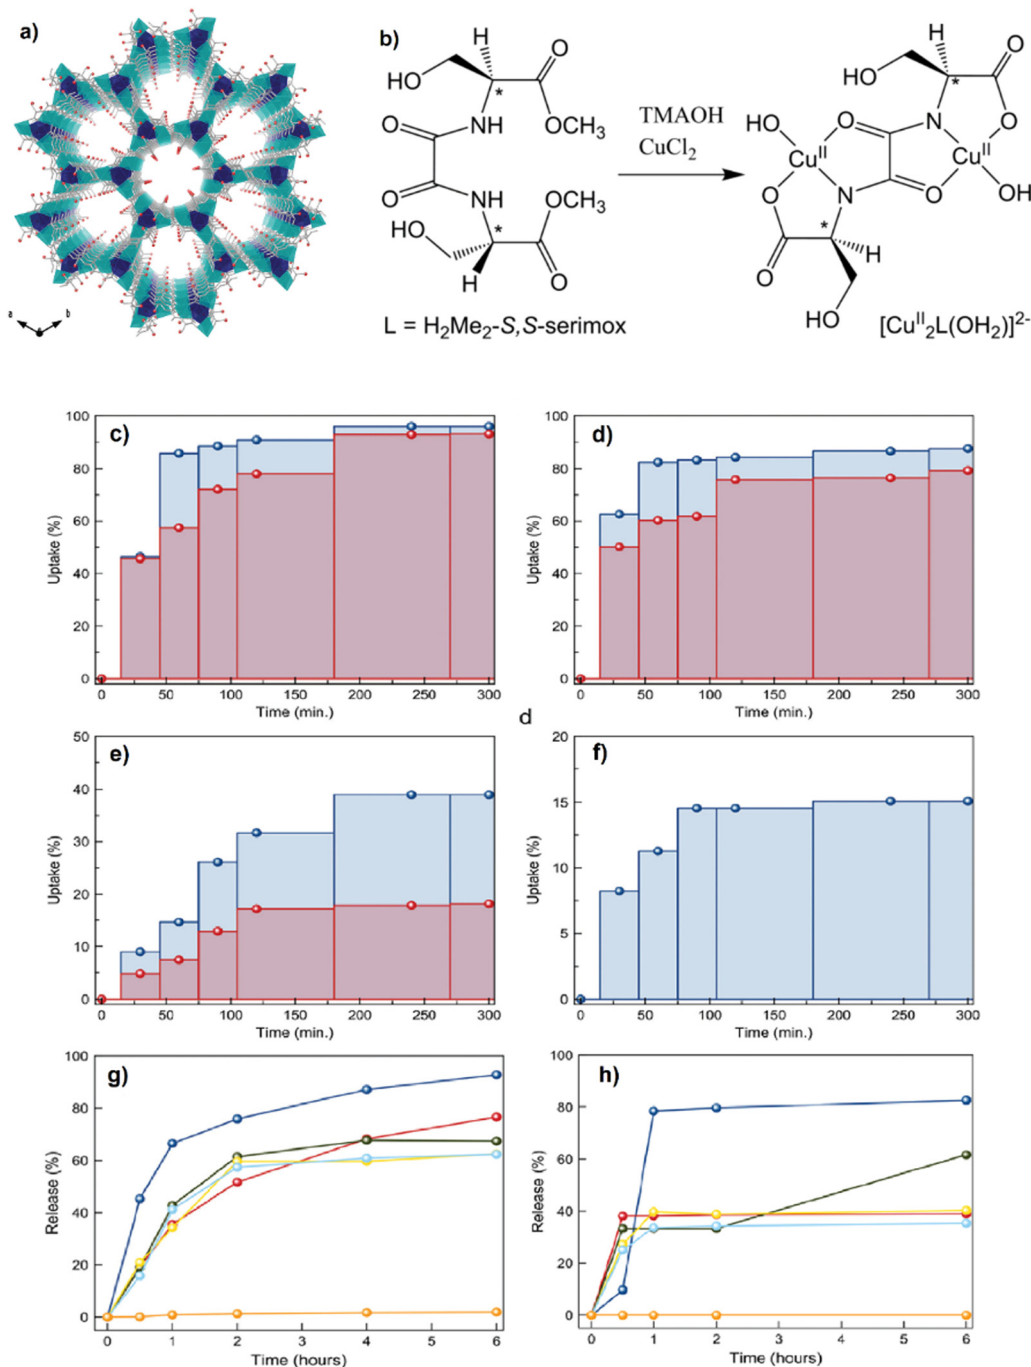 a)
a
b
b)
H
HO
*
O
OCH3
O
NH
O
NH
OCH3
HO
*
O
H
L = H2Me2-S,S-serimox
TMAOH
CuCl2
H
HO
*
O
O
HO
O
N
CuII
CuII
O
N
O
OH
O
*
H
HO
[CuII2L(OH2)]2-
c)
Uptake (%)
100
80
60
40
20
0
0 50 100 150 200 250 300
Time (min.)
d)
Uptake (%)
100
80
60
40
20
0
0 50 100 150 200 250 300
Time (min.)
d
e)
Uptake (%)
50
40
30
20
10
0
0 50 100 150 200 250 300
Time (min.)
f)
Uptake (%)
20
15
10
5
0
0 50 100 150 200 250 300
Time (min.)
g)
Release (%)
100
80
60
40
20
0
0 1 2 3 4 5 6
Time (hours)
h)
Release (%)
100
80
60
40
20
0
0 1 2 3 4 5 6
Time (hours)